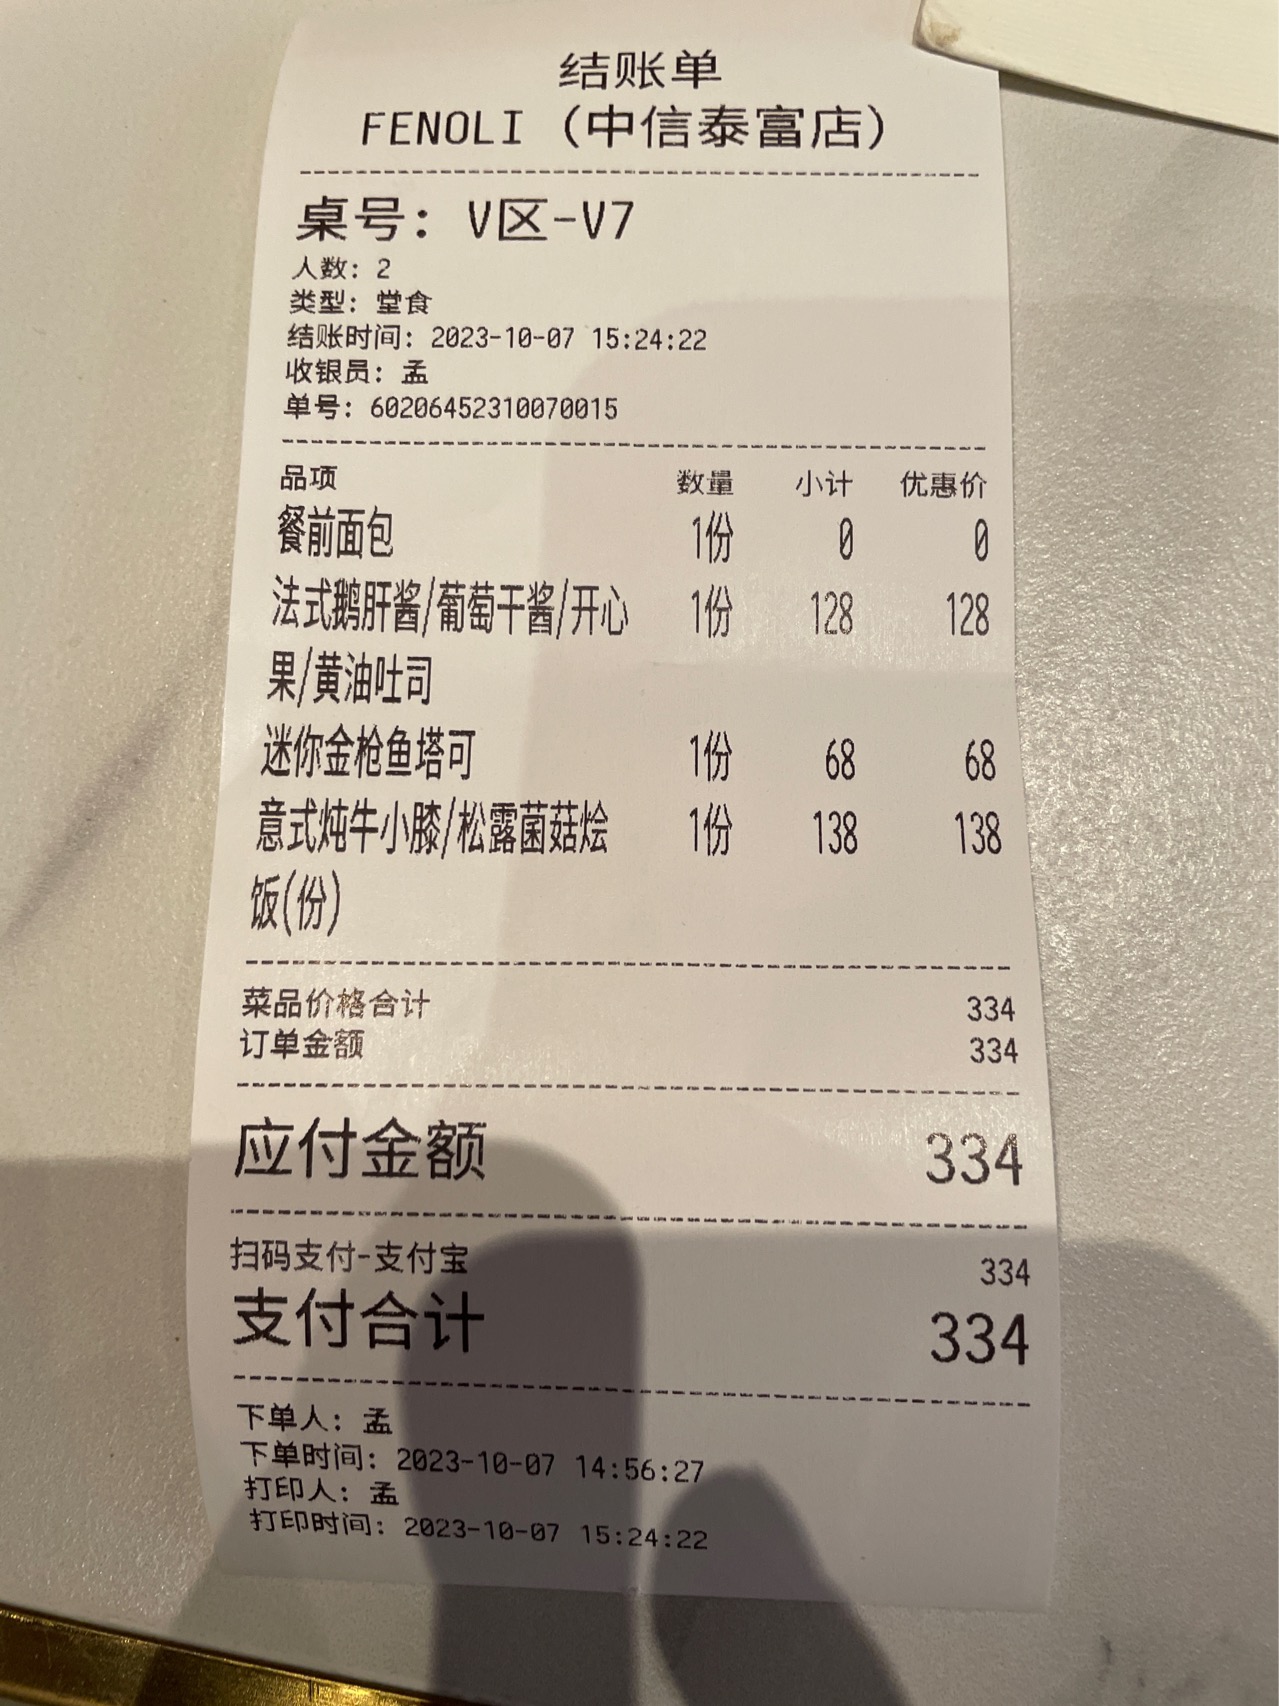 结账单
FENOLI (中信泰富店)
桌号: V区-V7
人数: 2
类型: 堂食
结账时间: 2023-10-07 15:24:22
收银员: 孟
单号: 60206452310070015
品项 数量 小计 优惠价
餐前面包 1份 0 0
法式鹅肝酱/葡萄干酱/开心 1份 128 128
果/黄油吐司
迷你金枪鱼塔可 1份 68 68
意式炖牛小膝/松露菌菇烩 1份 138 138
饭(份)
菜品价格合计 334
订单金额 334
应付金额 334
扫码支付-支付宝 334
支付合计 334
下单人: 孟
下单时间: 2023-10-07 14:56:27
打印人: 孟
打印时间: 2023-10-07 15:24:22